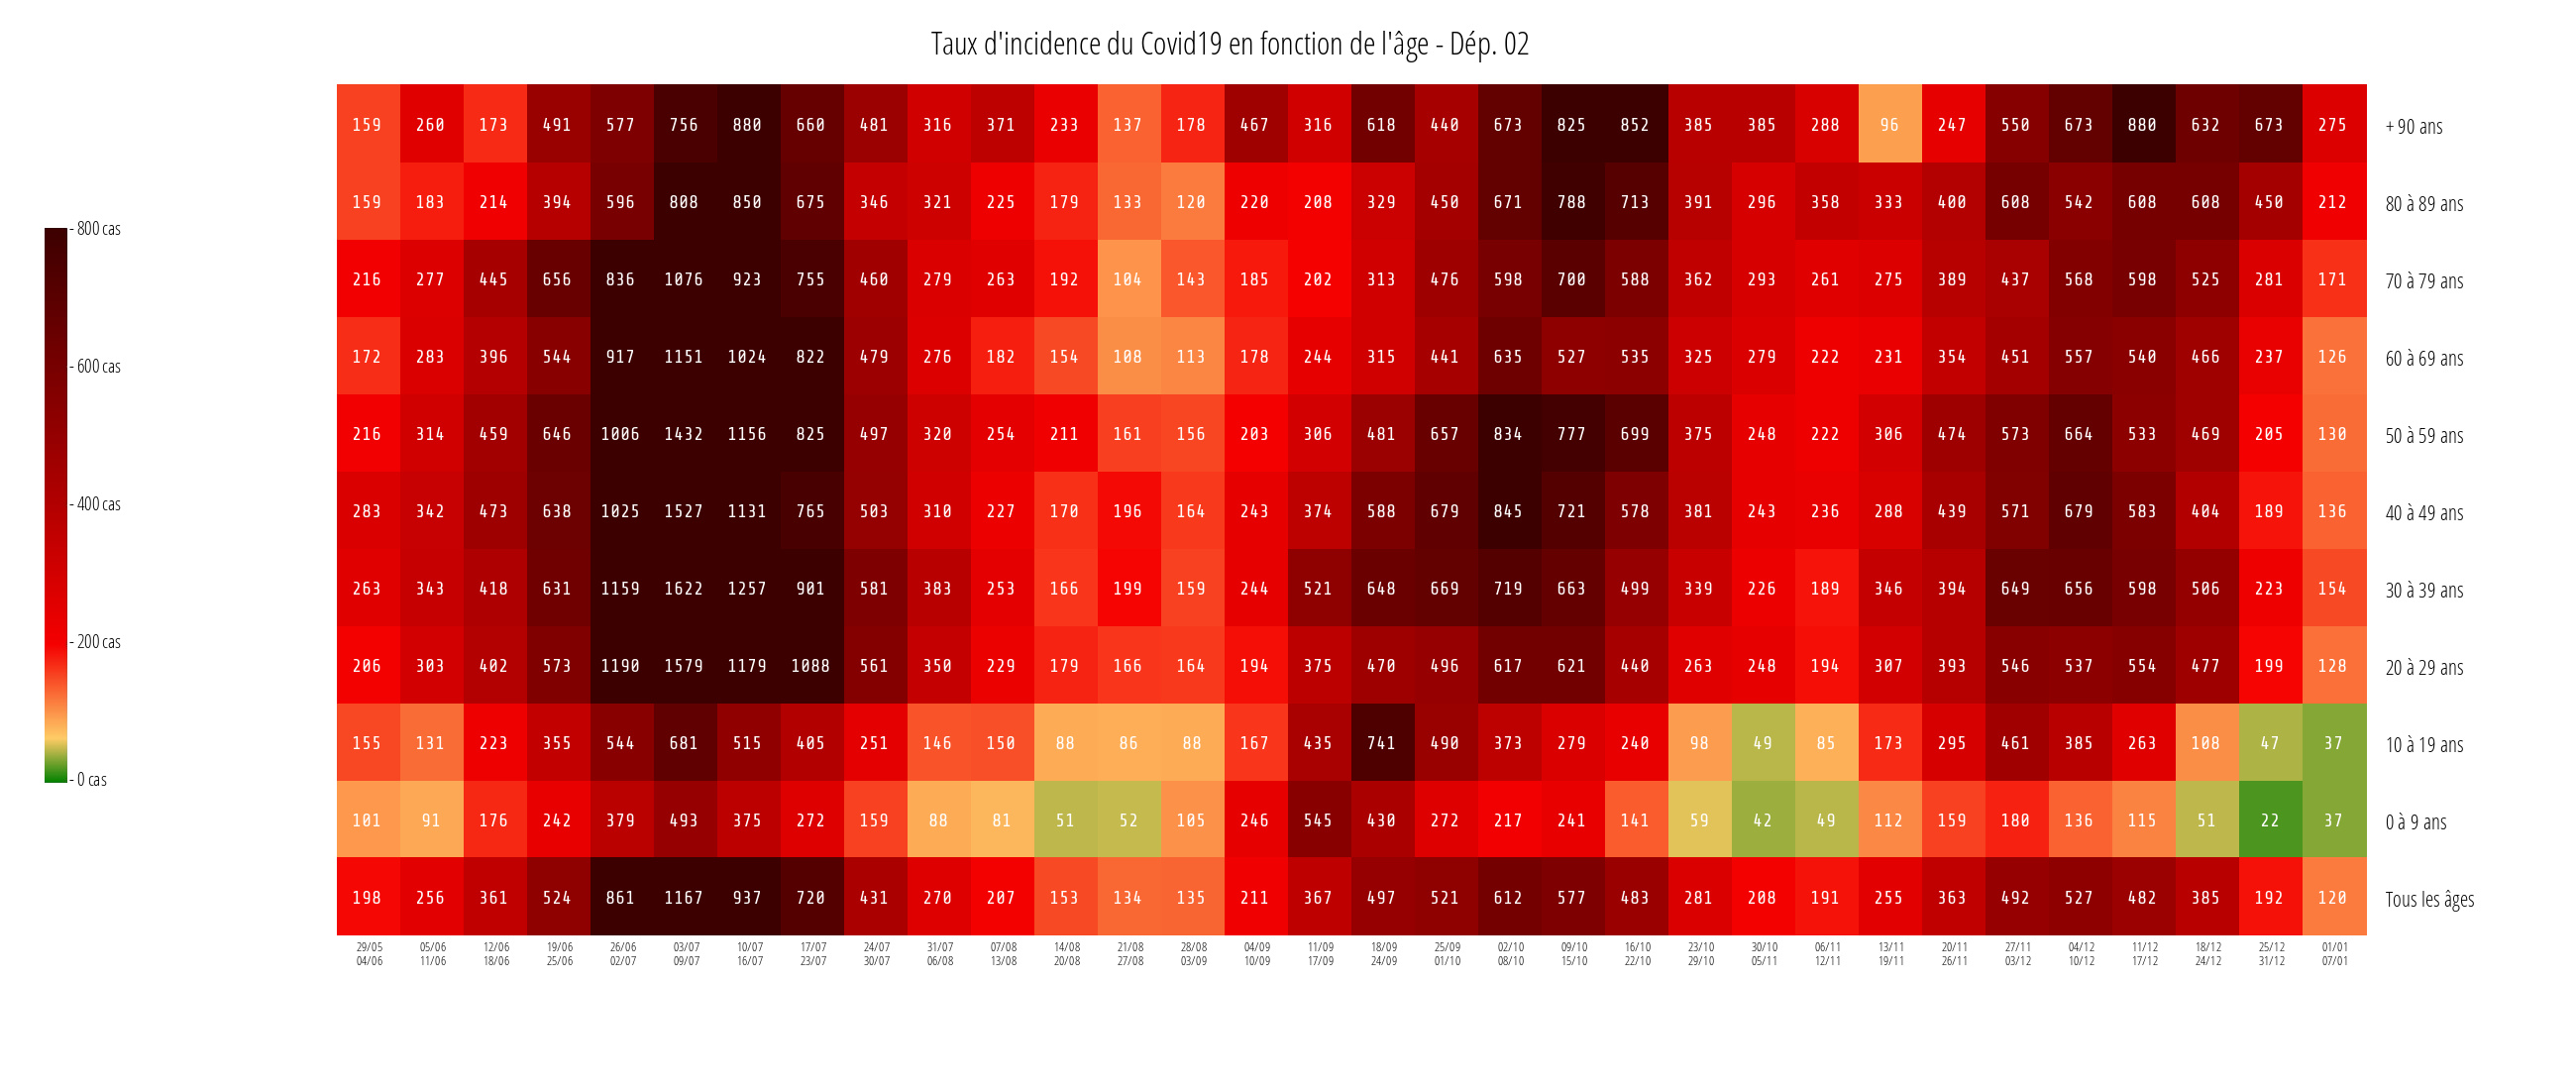 Taux d'incidence du Covid19 en fonction de l'âge - Dép. 02
159 260 173 491 577 756 880 660 481 316 371 233 137 178 467 316 618 440 673 825 852 385 385 288 96 247 550 673 880 632 673 275 + 90 ans
159 183 214 394 596 808 850 675 346 321 225 179 133 120 220 208 329 450 671 788 713 391 296 358 333 400 608 542 608 608 450 212 80 à 89 ans
- 800 cas
216 277 445 656 836 1076 923 755 460 279 263 192 104 143 185 202 313 476 598 700 588 362 293 261 275 389 437 568 598 525 281 171 70 à 79 ans
172 283 396 544 917 1151 1024 822 479 276 182 154 108 113 178 244 315 441 635 527 535 325 279 222 231 354 451 557 540 466 237 126 60 à 69 ans
- 600 cas
216 314 459 646 1006 1432 1156 825 497 320 254 211 161 156 203 306 481 657 834 777 699 375 248 222 306 474 573 664 533 469 205 130 50 à 59 ans
- 400 cas
283 342 473 638 1025 1527 1131 765 503 310 227 170 196 164 243 374 588 679 845 721 578 381 243 236 288 439 571 679 583 404 189 136 40 à 49 ans
263 343 418 631 1159 1622 1257 901 581 383 253 166 199 159 244 521 648 669 719 663 499 339 226 189 346 394 649 656 598 506 223 154 30 à 39 ans
- 200 cas
206 303 402 573 1190 1579 1179 1088 561 350 229 179 166 164 194 375 470 496 617 621 440 263 248 194 307 393 546 537 554 477 199 128 20 à 29 ans
155 131 223 355 544 681 515 405 251 146 150 88 86 88 167 435 741 490 373 279 240 98 49 85 173 295 461 385 263 108 47 37 10 à 19 ans
- 0 cas
101 91 176 242 379 493 375 272 159 88 81 51 52 105 246 545 430 272 217 241 141 59 42 49 112 159 180 136 115 51 22 37 0 à 9 ans
198 256 361 524 861 1167 937 720 431 270 207 153 134 135 211 367 497 521 612 577 483 281 208 191 255 363 492 527 482 385 192 120 Tous les âges
29/05 05/06 12/06 19/06 26/06 03/07 10/07 17/07 24/07 31/07 07/08 14/08 21/08 28/08 04/09 11/09 18/09 25/09 02/10 09/10 16/10 23/10 30/10 06/11 13/11 20/11 27/11 04/12 11/12 18/12 25/12 01/01
04/06 11/06 18/06 25/06 02/07 09/07 16/07 23/07 30/07 06/08 13/08 20/08 27/08 03/09 10/09 17/09 24/09 01/10 08/10 15/10 22/10 29/10 05/11 12/11 19/11 26/11 03/12 10/12 17/12 24/12 31/12 07/01